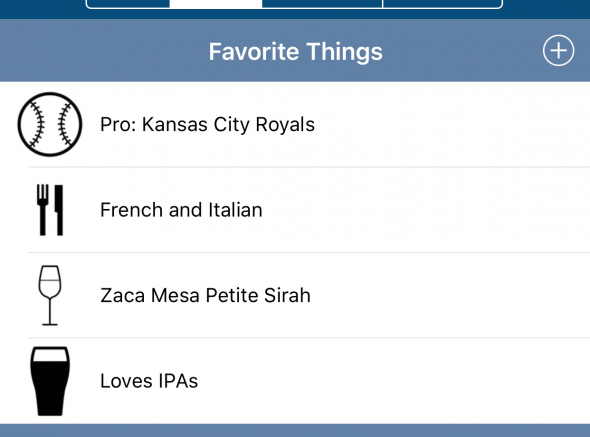 Favorite Things
Pro: Kansas City Royals
French and Italian
Zaca Mesa Petite Sirah
Loves IPAs